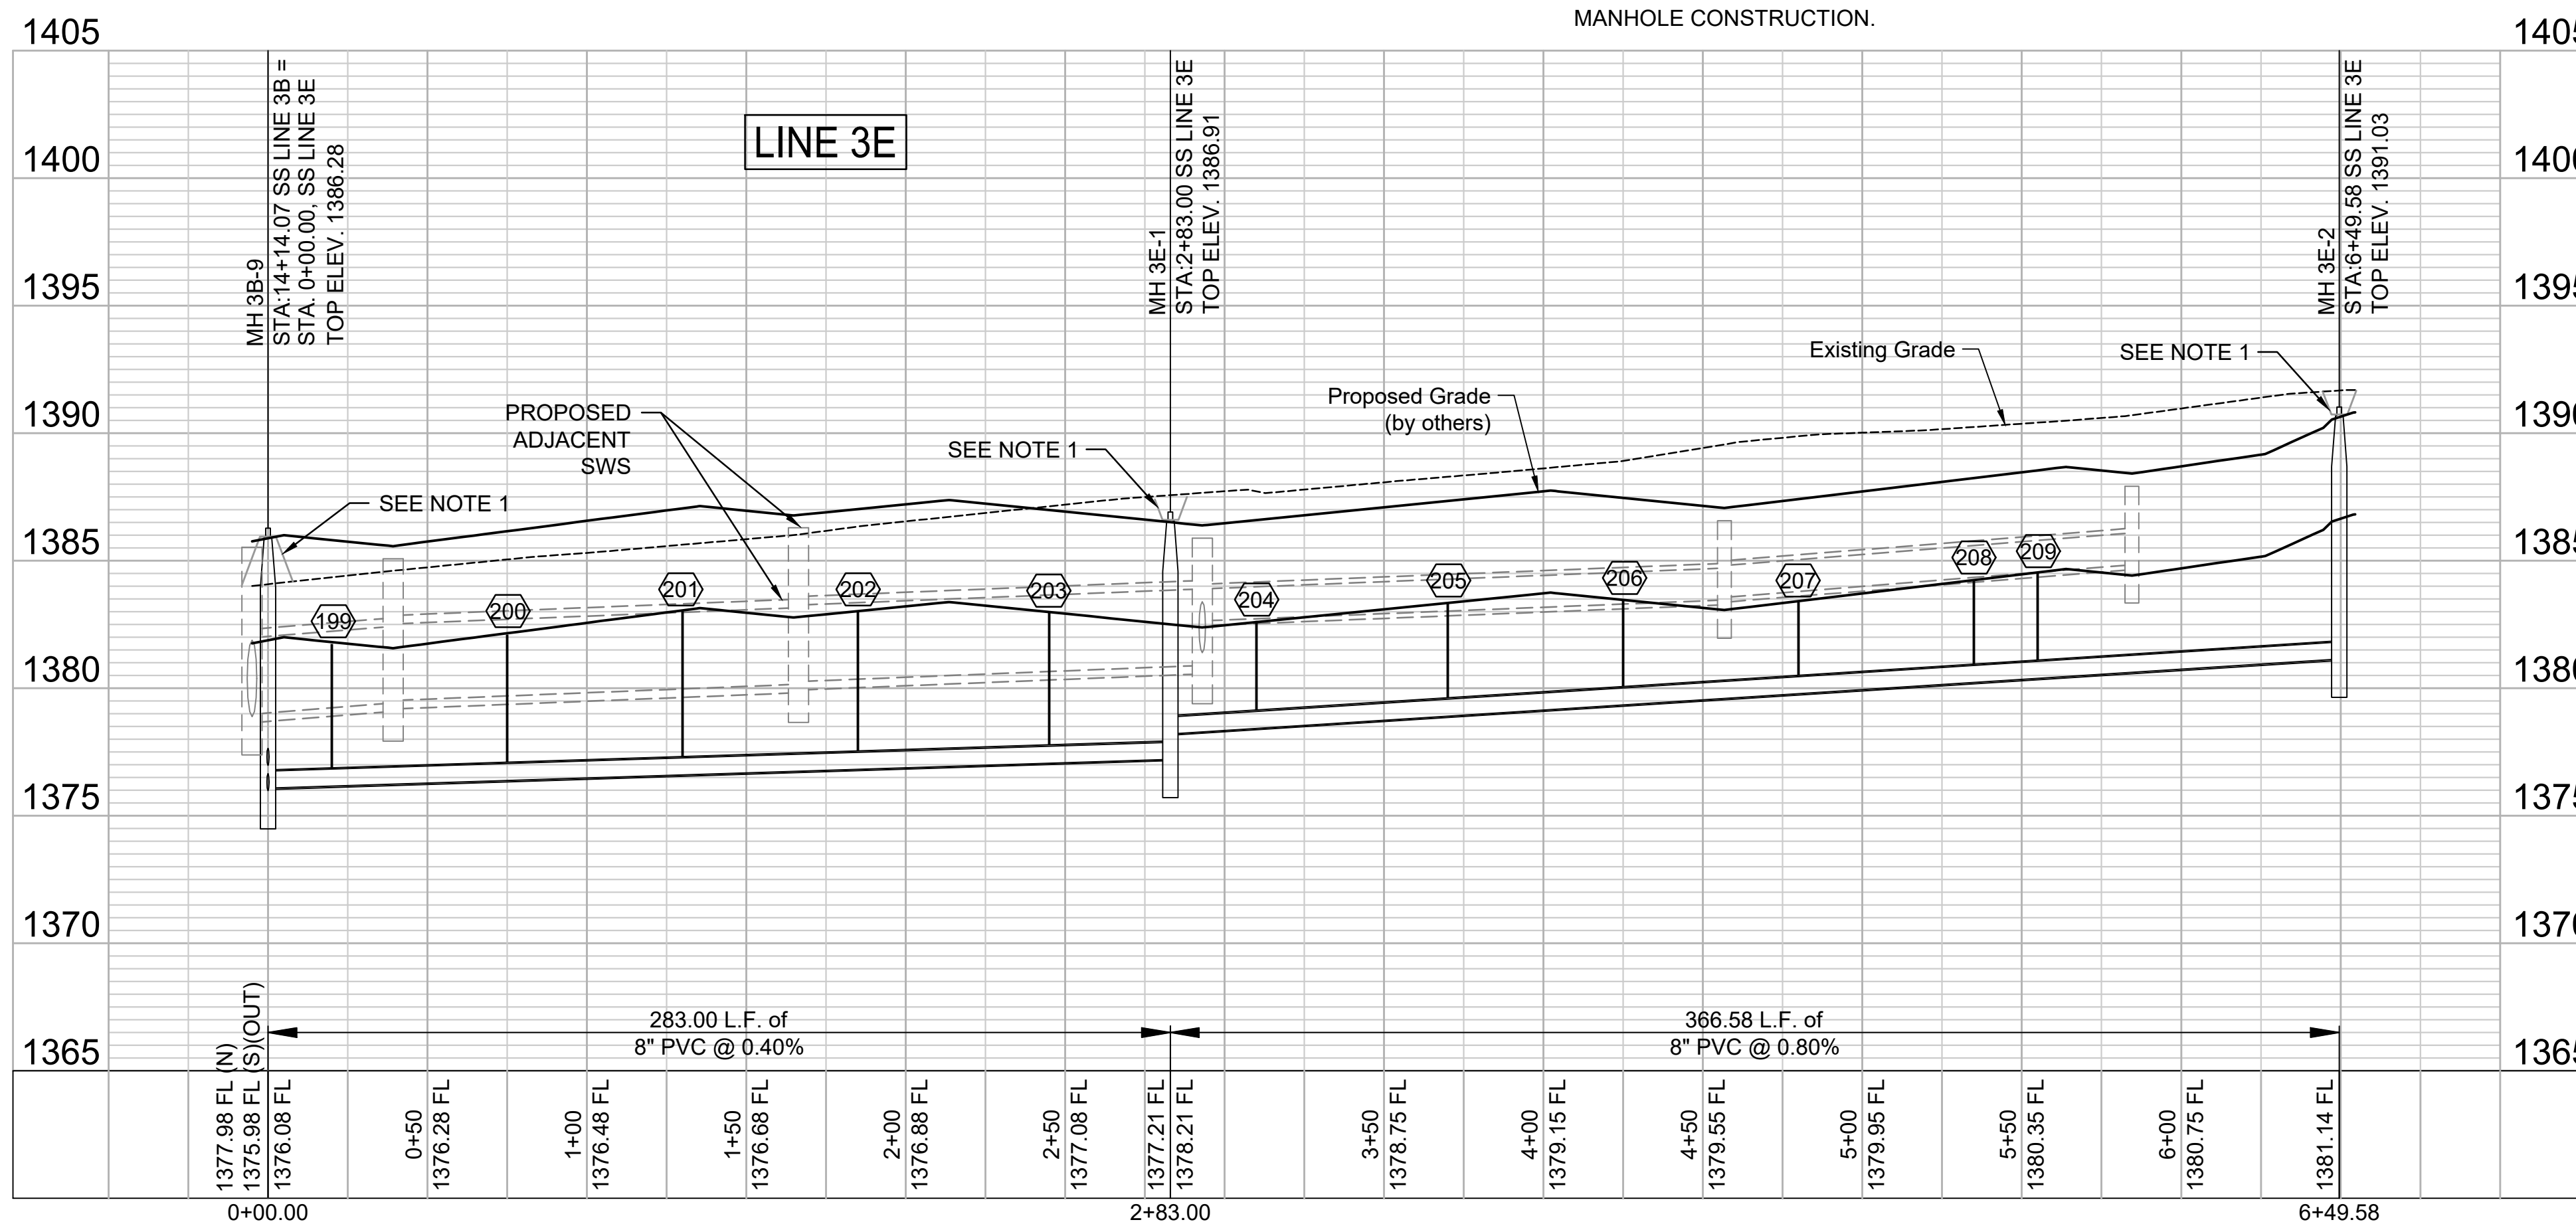 MANHOLE CONSTRUCTION.
1405
1400
1395
1390
1385
1380
1375
1370
1365
LINE 3E
MH 3B-9
STA:14+14.07 SS LINE 3B =
STA. 0+00.00, SS LINE 3E
TOP ELEV. 1386.28
MH 3E-1
STA:2+83.00 SS LINE 3E
TOP ELEV. 1386.91
MH 3E-2
STA:6+49.58 SS LINE 3E
TOP ELEV. 1391.03
PROPOSED
ADJACENT
SWS
SEE NOTE 1
SEE NOTE 1
Proposed Grade
(by others)
Existing Grade
SEE NOTE 1
199
200
201
202
203
204
205
206
207
208
209
283.00 L.F. of
8" PVC @ 0.40%
366.58 L.F. of
8" PVC @ 0.80%
1377.98 FL (N)
1375.98 FL (S)(OUT)
1376.08 FL
0+50
1376.28 FL
1+00
1376.48 FL
1+50
1376.68 FL
2+00
1376.88 FL
2+50
1377.08 FL
1377.21 FL
1378.21 FL
3+50
1378.75 FL
4+00
1379.15 FL
4+50
1379.55 FL
5+00
1379.95 FL
5+50
1380.35 FL
6+00
1380.75 FL
1381.14 FL
0+00.00
2+83.00
6+49.58